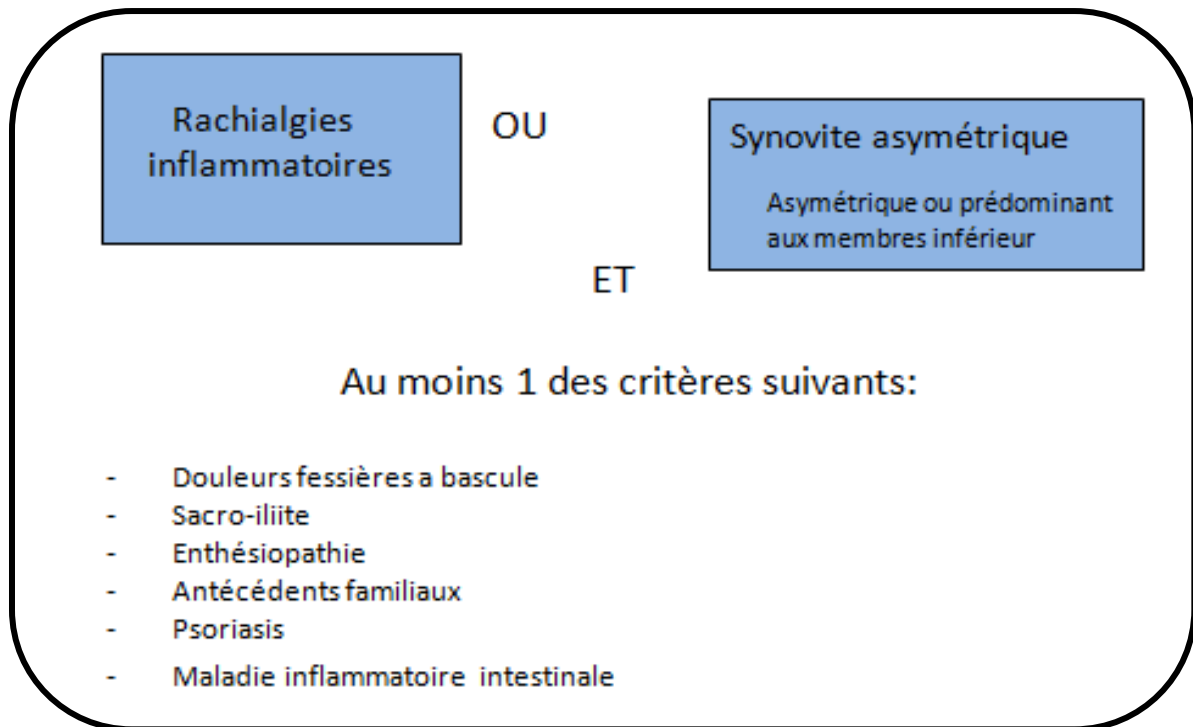 Rachialgies
inflammatoires
OU
Synovite asymétrique
Asymétrique ou prédominant
aux membres inférieur
ET
Au moins 1 des critères suivants:
- Douleurs fessières a bascule
- Sacro-iliite
- Enthésiopathie
- Antécédents familiaux
- Psoriasis
- Maladie inflammatoire intestinale